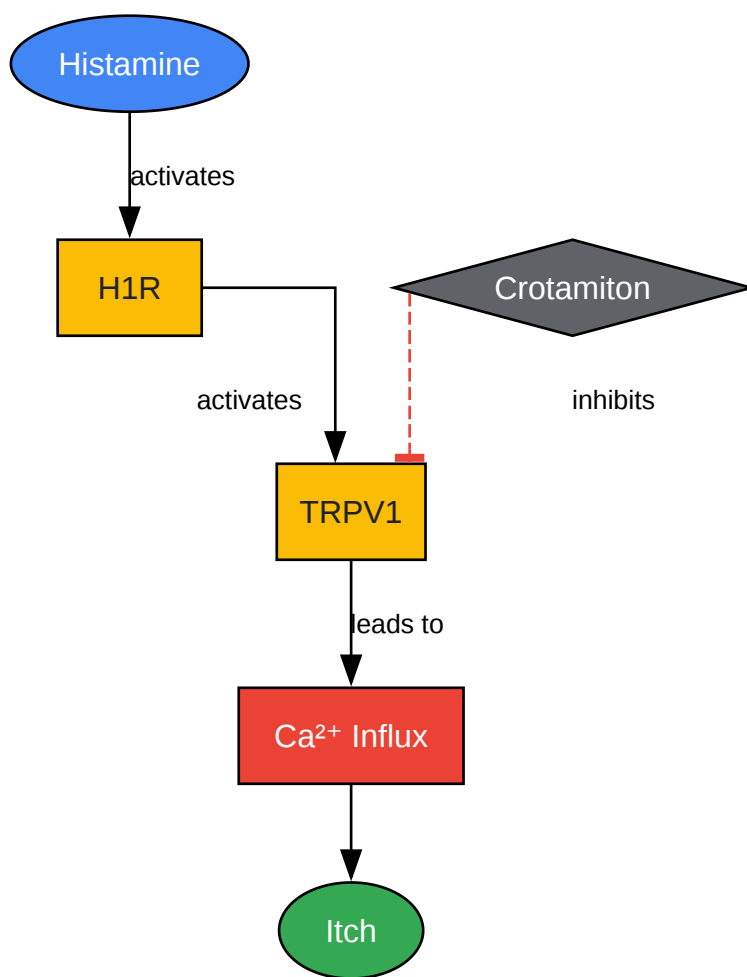 Histamine
activates
H1R
Crotamiton
activates
inhibits
TRPV1
leads to
Ca²⁺ Influx
Itch